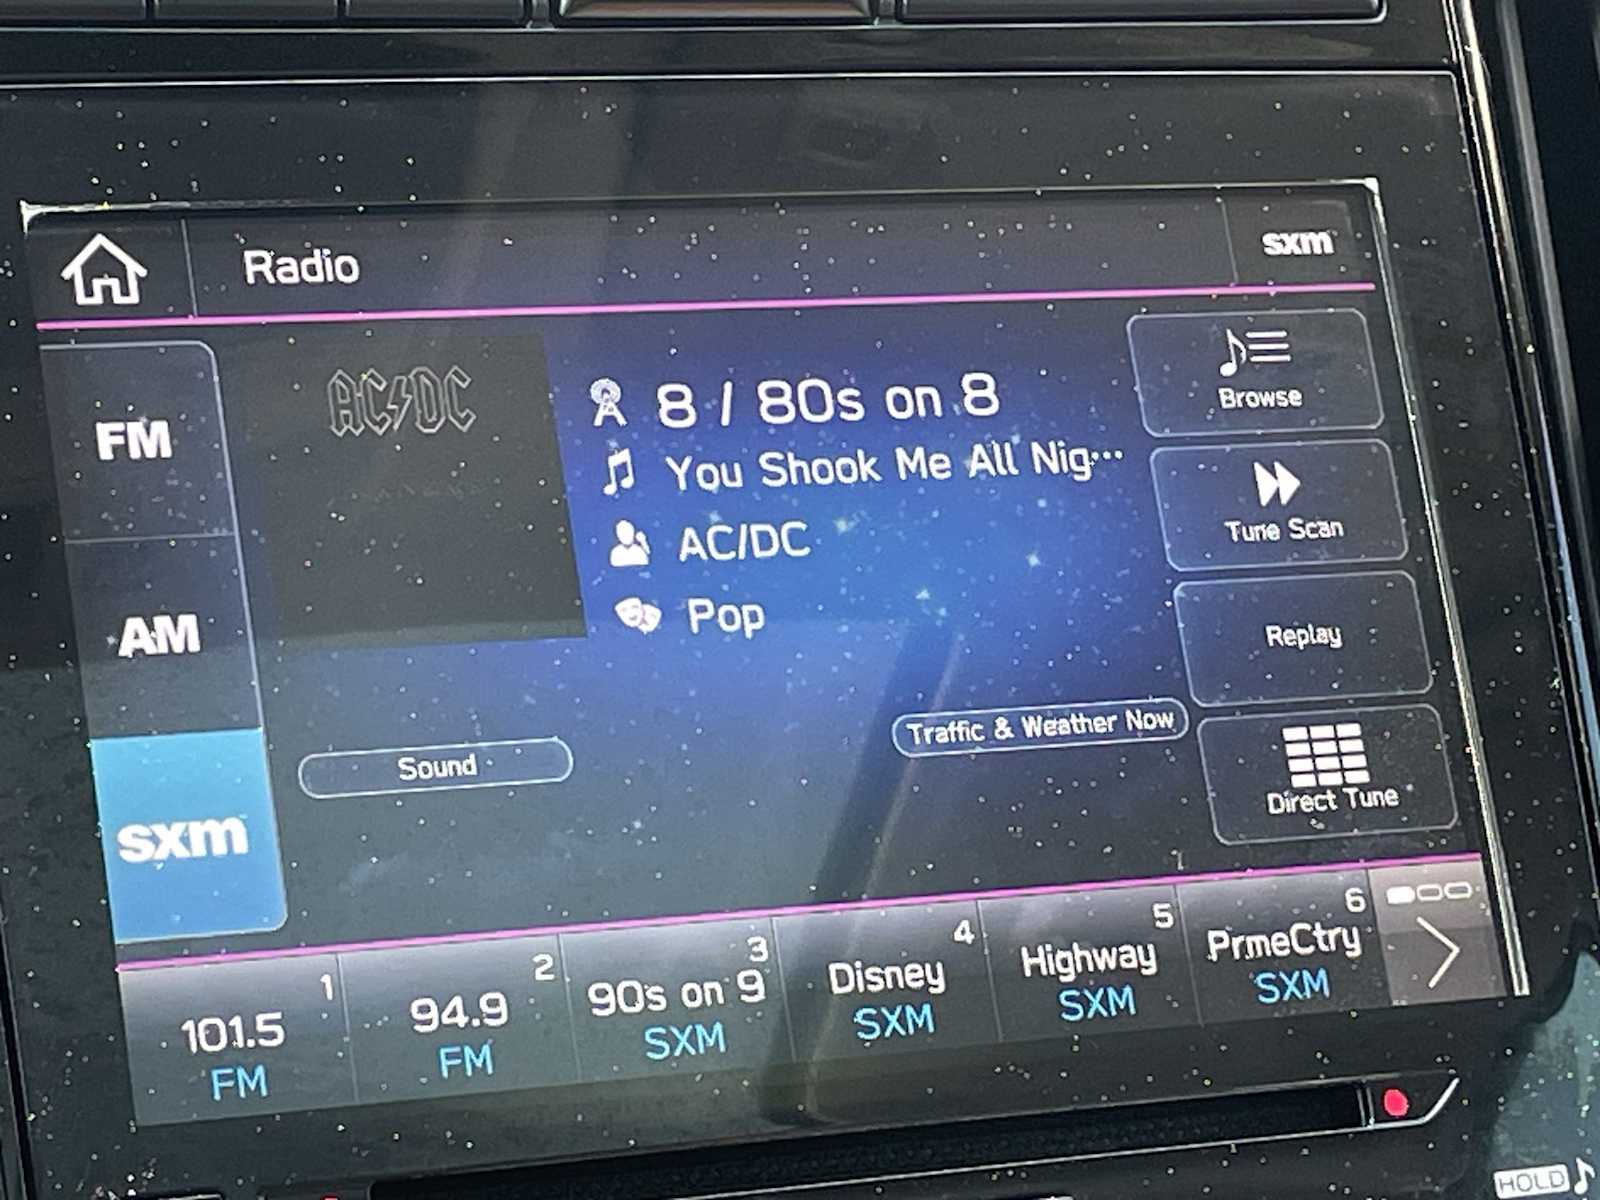 Radio
sxm
FM
AM
sxm
AC/DC
8 / 80s on 8
You Shook Me All Nig...
AC/DC
Pop
Sound
Traffic & Weather Now
Browse
Tune Scan
Replay
Direct Tune
1
101.5
FM
2
94.9
FM
3
90s on 9
SXM
4
Disney
SXM
5
Highway
SXM
6
PrmeCtry
SXM
HOLD